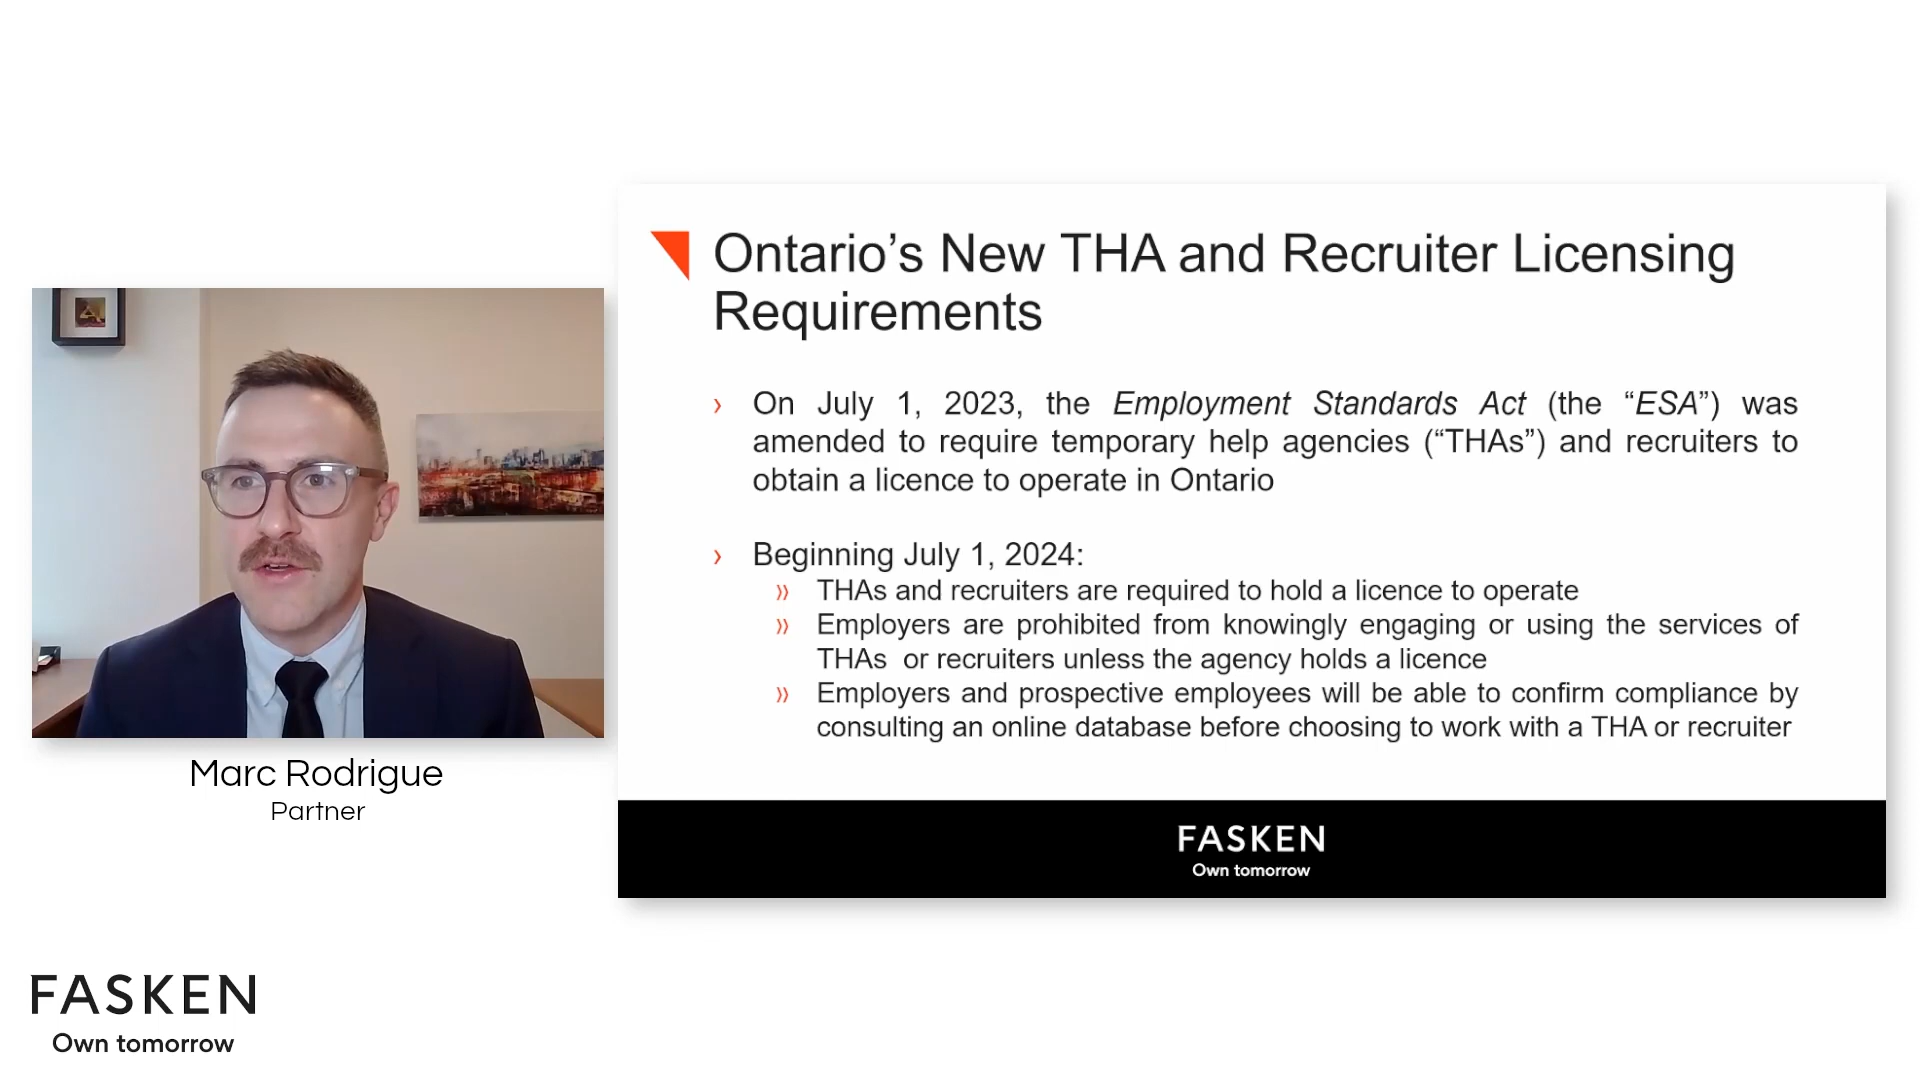 Ontario’s New THA and Recruiter Licensing
Requirements
› On July 1, 2023, the Employment Standards Act (the “ESA”) was
amended to require temporary help agencies (“THAs”) and recruiters to
obtain a licence to operate in Ontario
› Beginning July 1, 2024:
» THAs and recruiters are required to hold a licence to operate
» Employers are prohibited from knowingly engaging or using the services of
THAs or recruiters unless the agency holds a licence
» Employers and prospective employees will be able to confirm compliance by
consulting an online database before choosing to work with a THA or recruiter
FASKEN
Own tomorrow
Marc Rodrigue
Partner
FASKEN
Own tomorrow